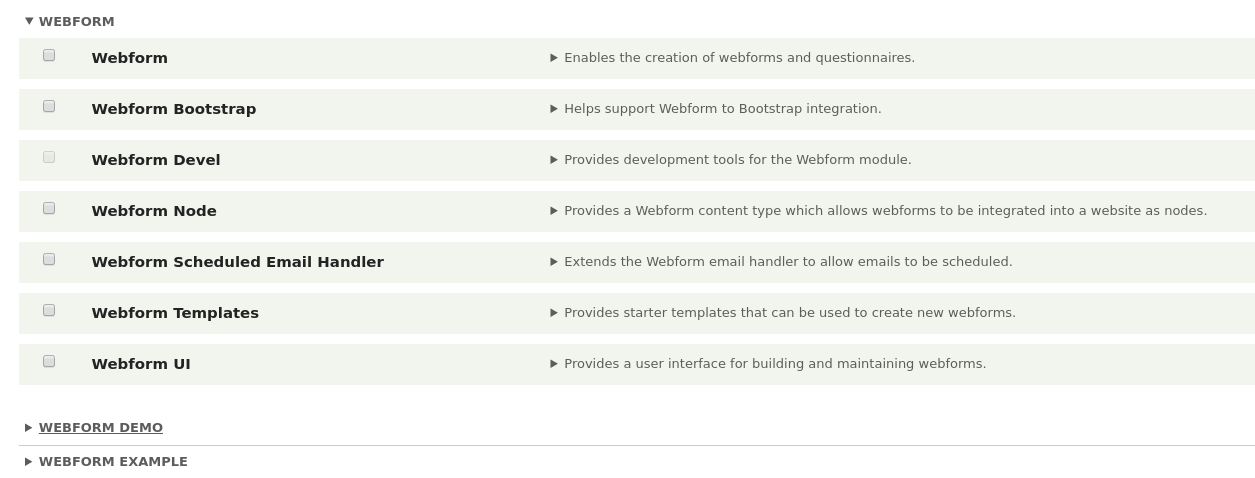 WEBFORM
Webform Enables the creation of webforms and questionnaires.
Webform Bootstrap Helps support Webform to Bootstrap integration.
Webform Devel Provides development tools for the Webform module.
Webform Node Provides a Webform content type which allows webforms to be integrated into a website as nodes.
Webform Scheduled Email Handler Extends the Webform email handler to allow emails to be scheduled.
Webform Templates Provides starter templates that can be used to create new webforms.
Webform UI Provides a user interface for building and maintaining webforms.
WEBFORM DEMO
WEBFORM EXAMPLE